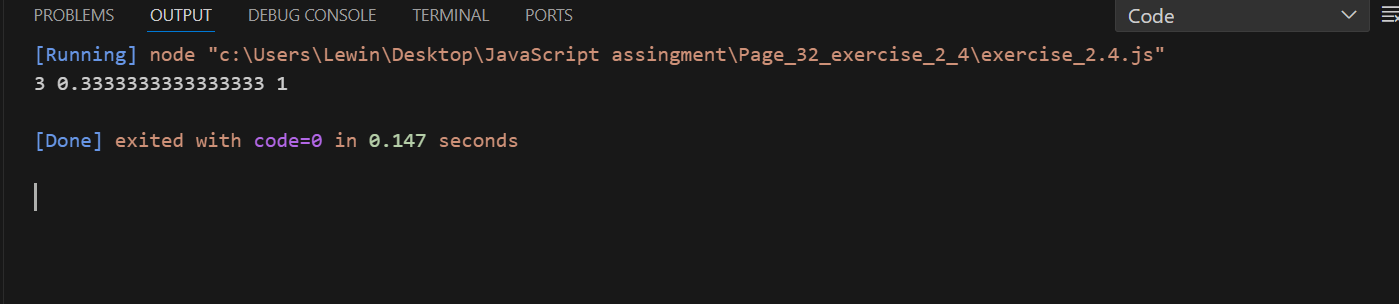 PROBLEMS OUTPUT DEBUG CONSOLE TERMINAL PORTS Code
[Running] node "c:\Users\Lewin\Desktop\JavaScript assingment\Page_32_exercise_2_4\exercise_2.4.js"
3 0.3333333333333333 1
[Done] exited with code=0 in 0.147 seconds